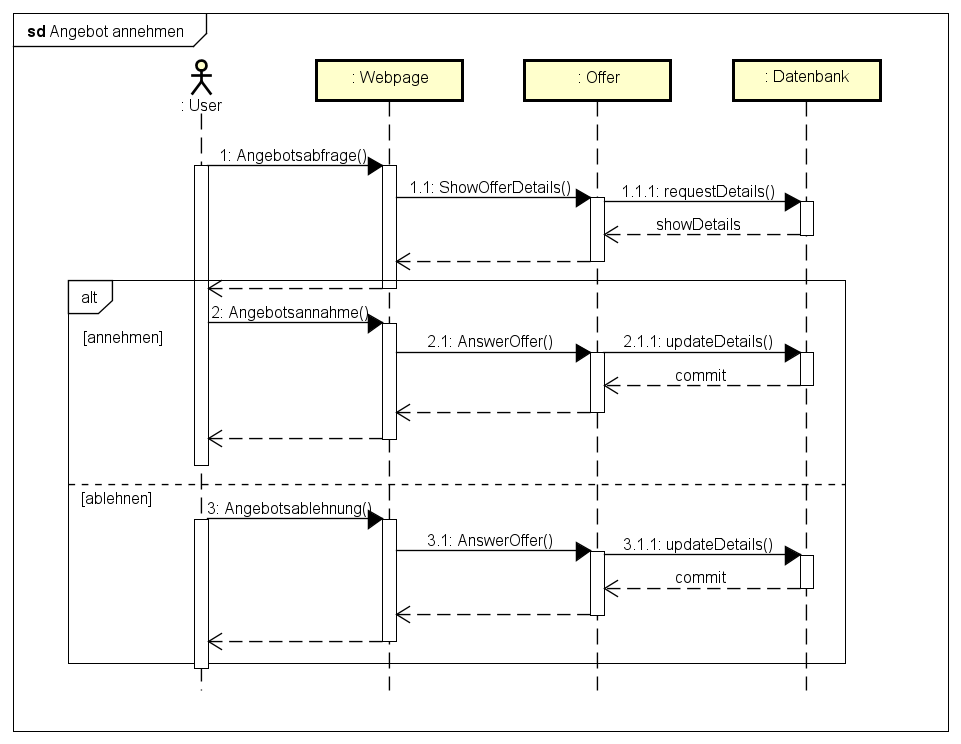 sd Angebot annehmen
: User
: Webpage
: Offer
: Datenbank
1: Angebotsabfrage()
1.1: ShowOfferDetails()
1.1.1: requestDetails()
showDetails
alt
2: Angebotsannahme()
[annehmen]
2.1: AnswerOffer()
2.1.1: updateDetails()
commit
[ablehnen]
3: Angebotsablehnung()
3.1: AnswerOffer()
3.1.1: updateDetails()
commit